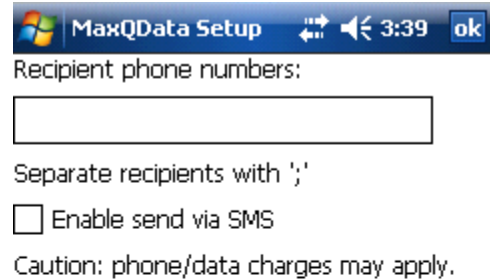 MaxQData Setup 3:39 ok
Recipient phone numbers:
Separate recipients with ';'
Enable send via SMS
Caution: phone/data charges may apply.